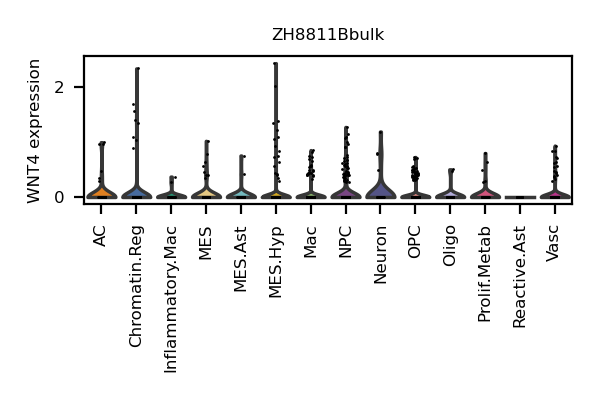 ZH8811Bbulk
WNT4 expression
2
0
AC
Chromatin.Reg
Inflammatory.Mac
MES
MES.Ast
MES.Hyp
Mac
NPC
Neuron
OPC
Oligo
Prolif.Metab
Reactive.Ast
Vasc